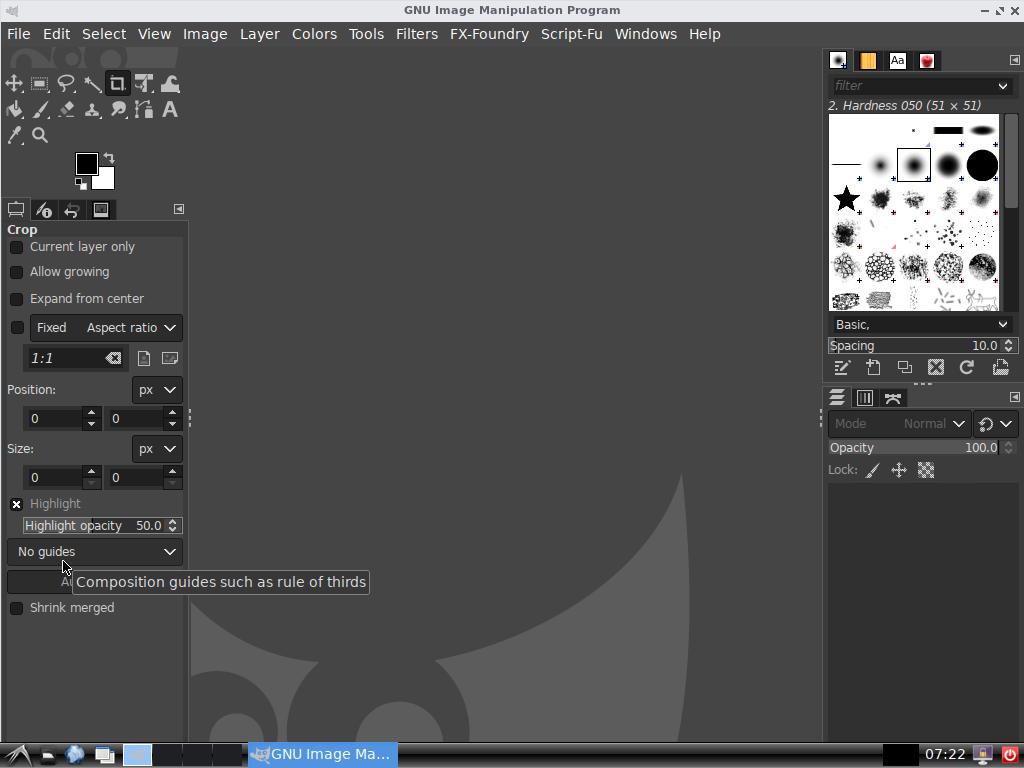 GNU Image Manipulation Program
File Edit Select View Image Layer Colors Tools Filters FX-Foundry Script-Fu Windows Help
Aa
filter
2. Hardness 050 (51 × 51)
Basic,
Spacing 10.0
Mode Normal
Opacity 100.0
Lock:
Crop
Current layer only
Allow growing
Expand from center
Fixed Aspect ratio
1:1
Position: px
0 0
Size: px
0 0
Highlight
Highlight opacity 50.0
No guides
Composition guides such as rule of thirds
Shrink merged
GNU Image Ma...
07:22